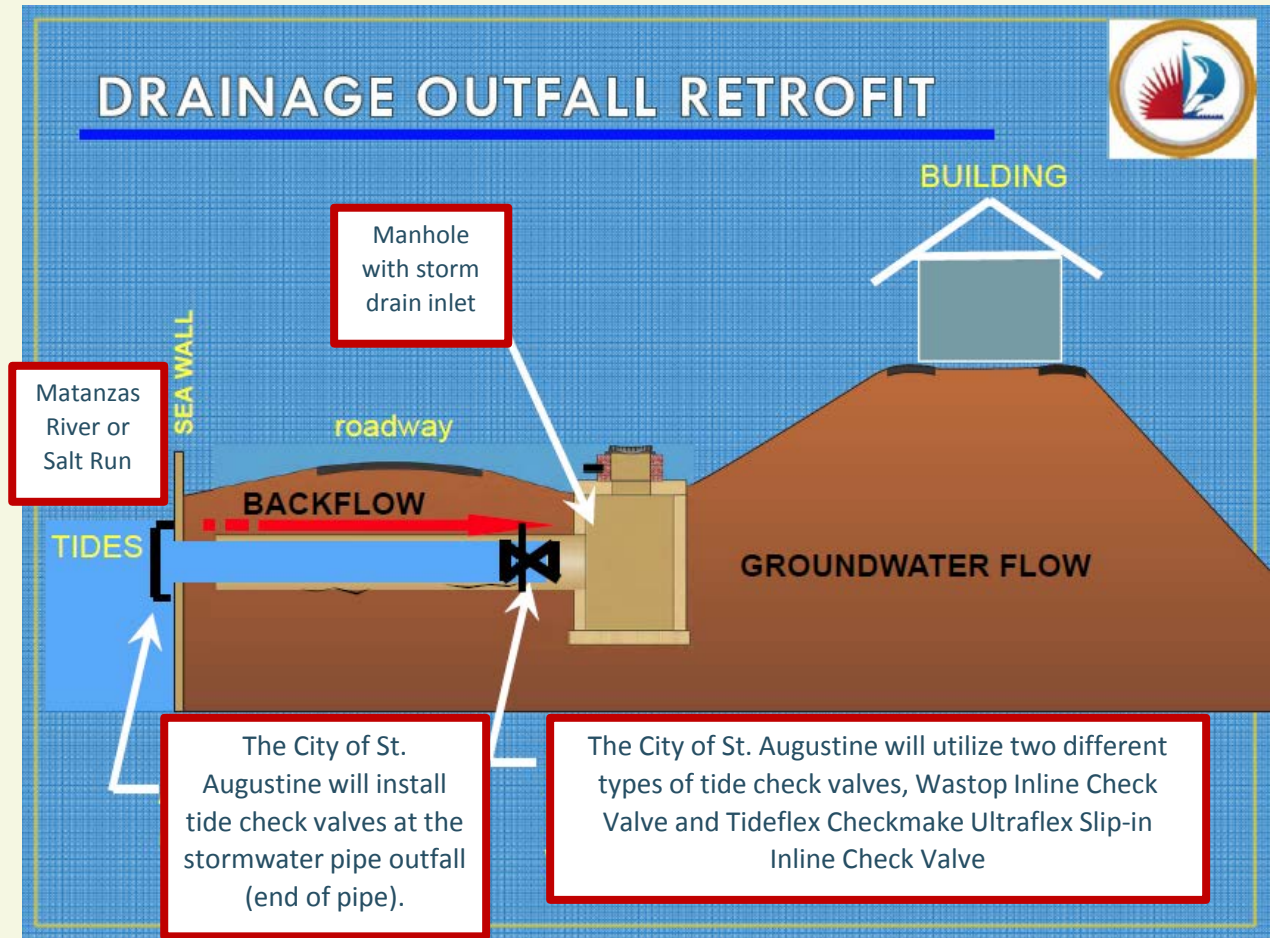 DRAINAGE OUTFALL RETROFIT
BUILDING
Manhole
with storm
drain inlet
SEA WALL
Matanzas
River or
Salt Run
roadway
BACKFLOW
TIDES
GROUNDWATER FLOW
The City of St.
Augustine will install
tide check valves at the
stormwater pipe outfall
(end of pipe).
The City of St. Augustine will utilize two different
types of tide check valves, Wastop Inline Check
Valve and Tideflex Checkmake Ultraflex Slip-in
Inline Check Valve